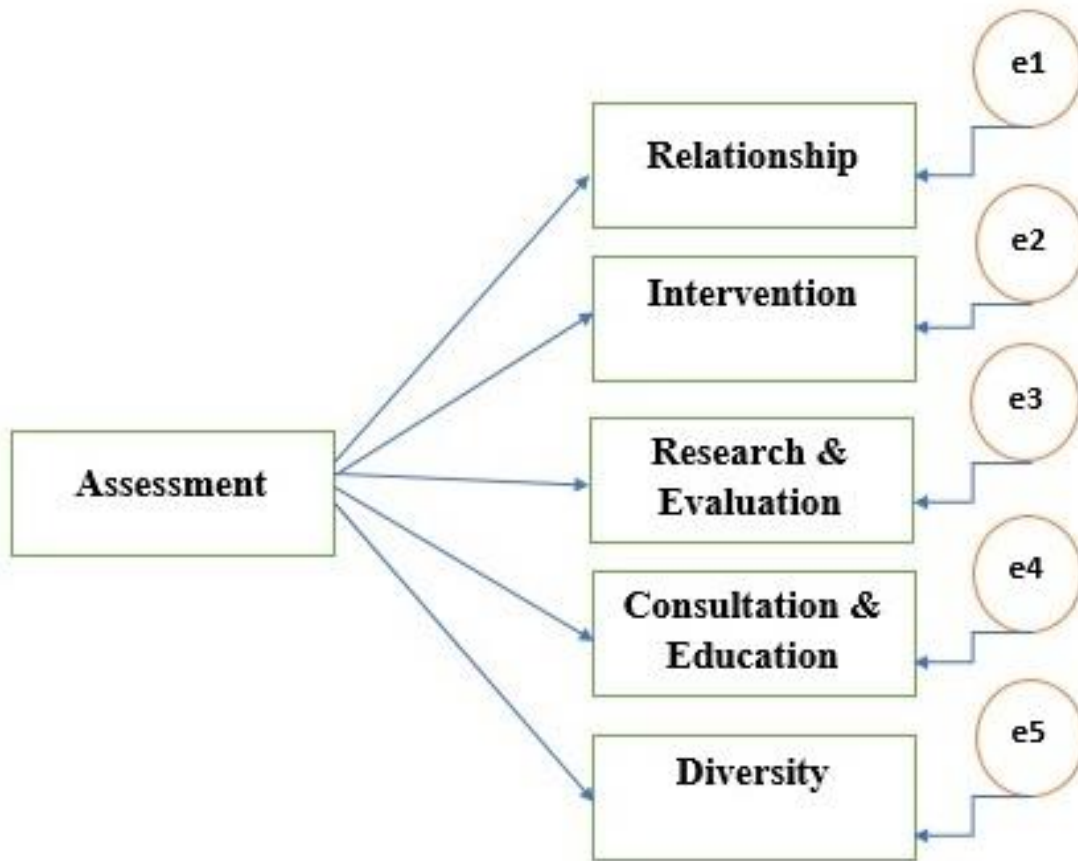 e1
Relationship
e2
Intervention
e3
Assessment
Research &
Evaluation
e4
Consultation &
Education
e5
Diversity